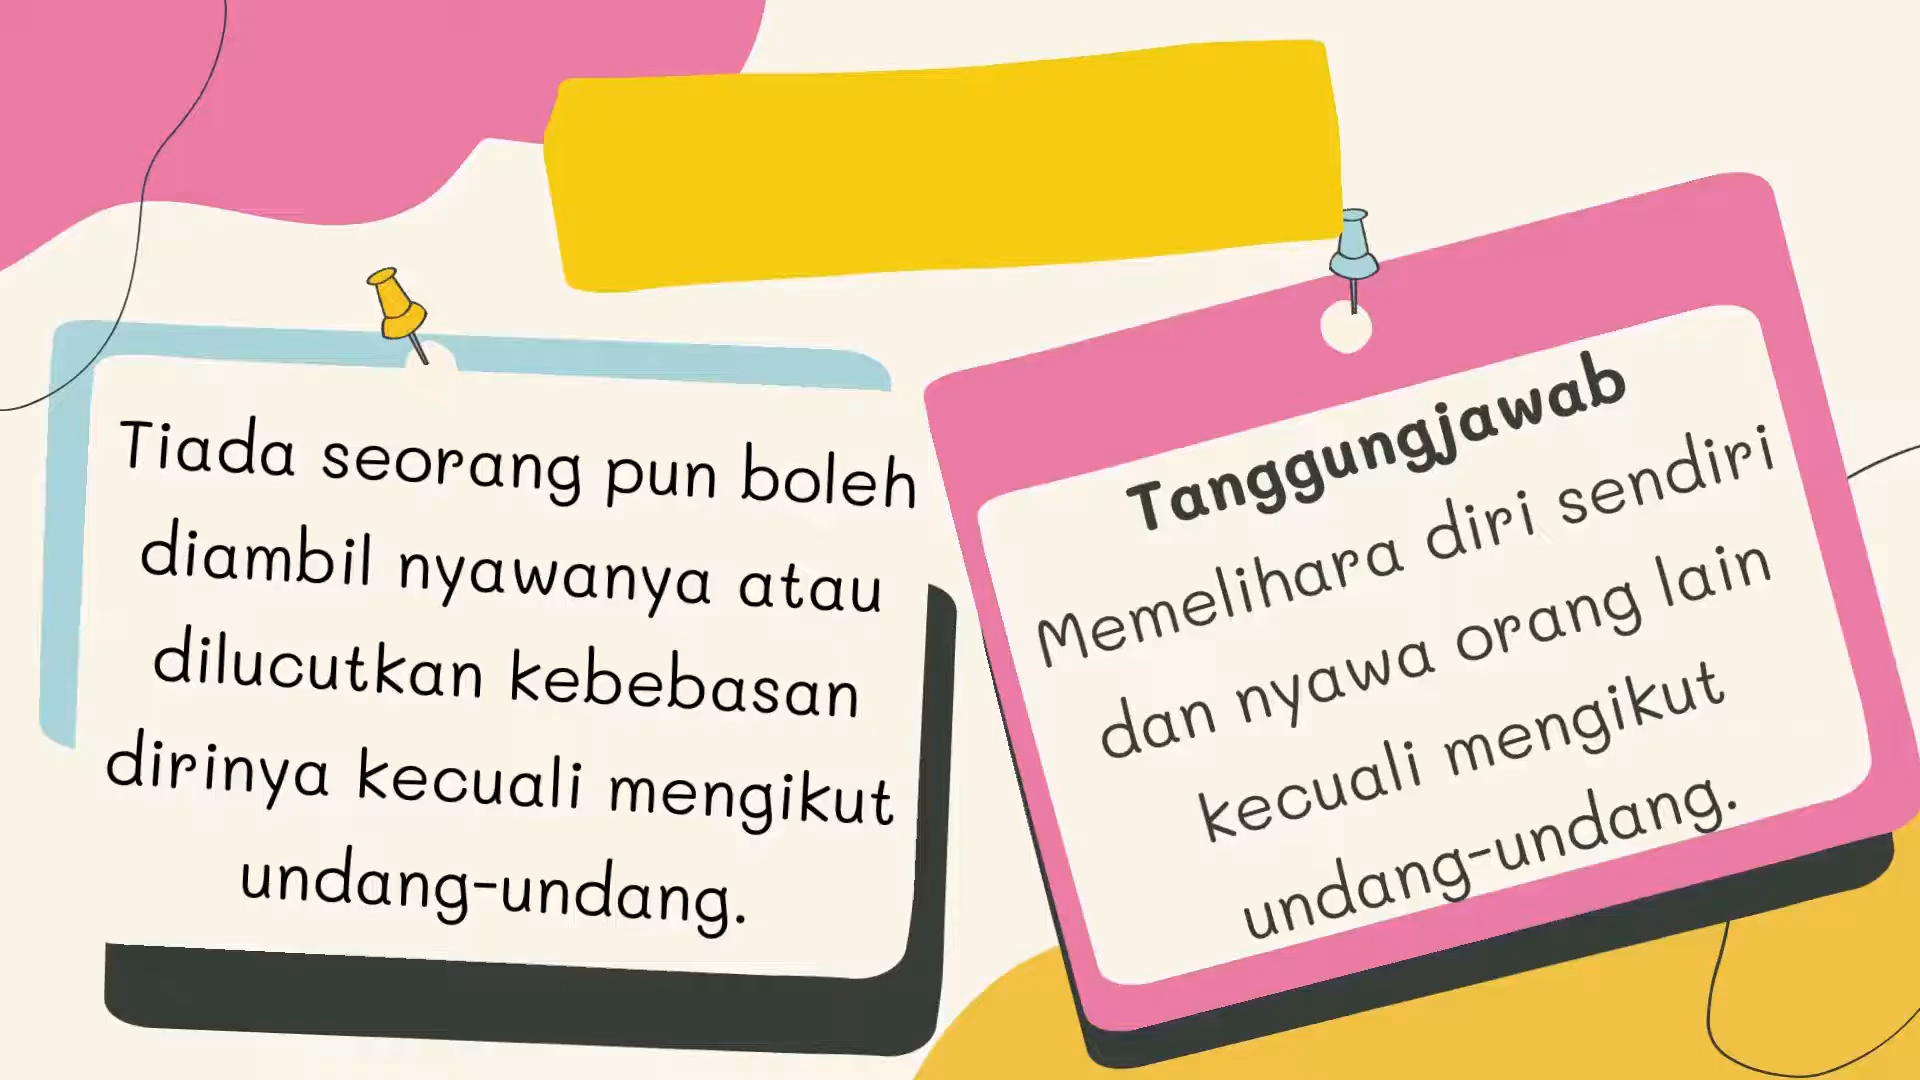 Tiada seorang pun boleh
diambil nyawanya atau
dilucutkan kebebasan
dirinya kecuali mengikut
undang-undang.
Tanggungjawab
Memelihara diri sendiri
dan nyawa orang lain
kecuali mengikut
undang-undang.